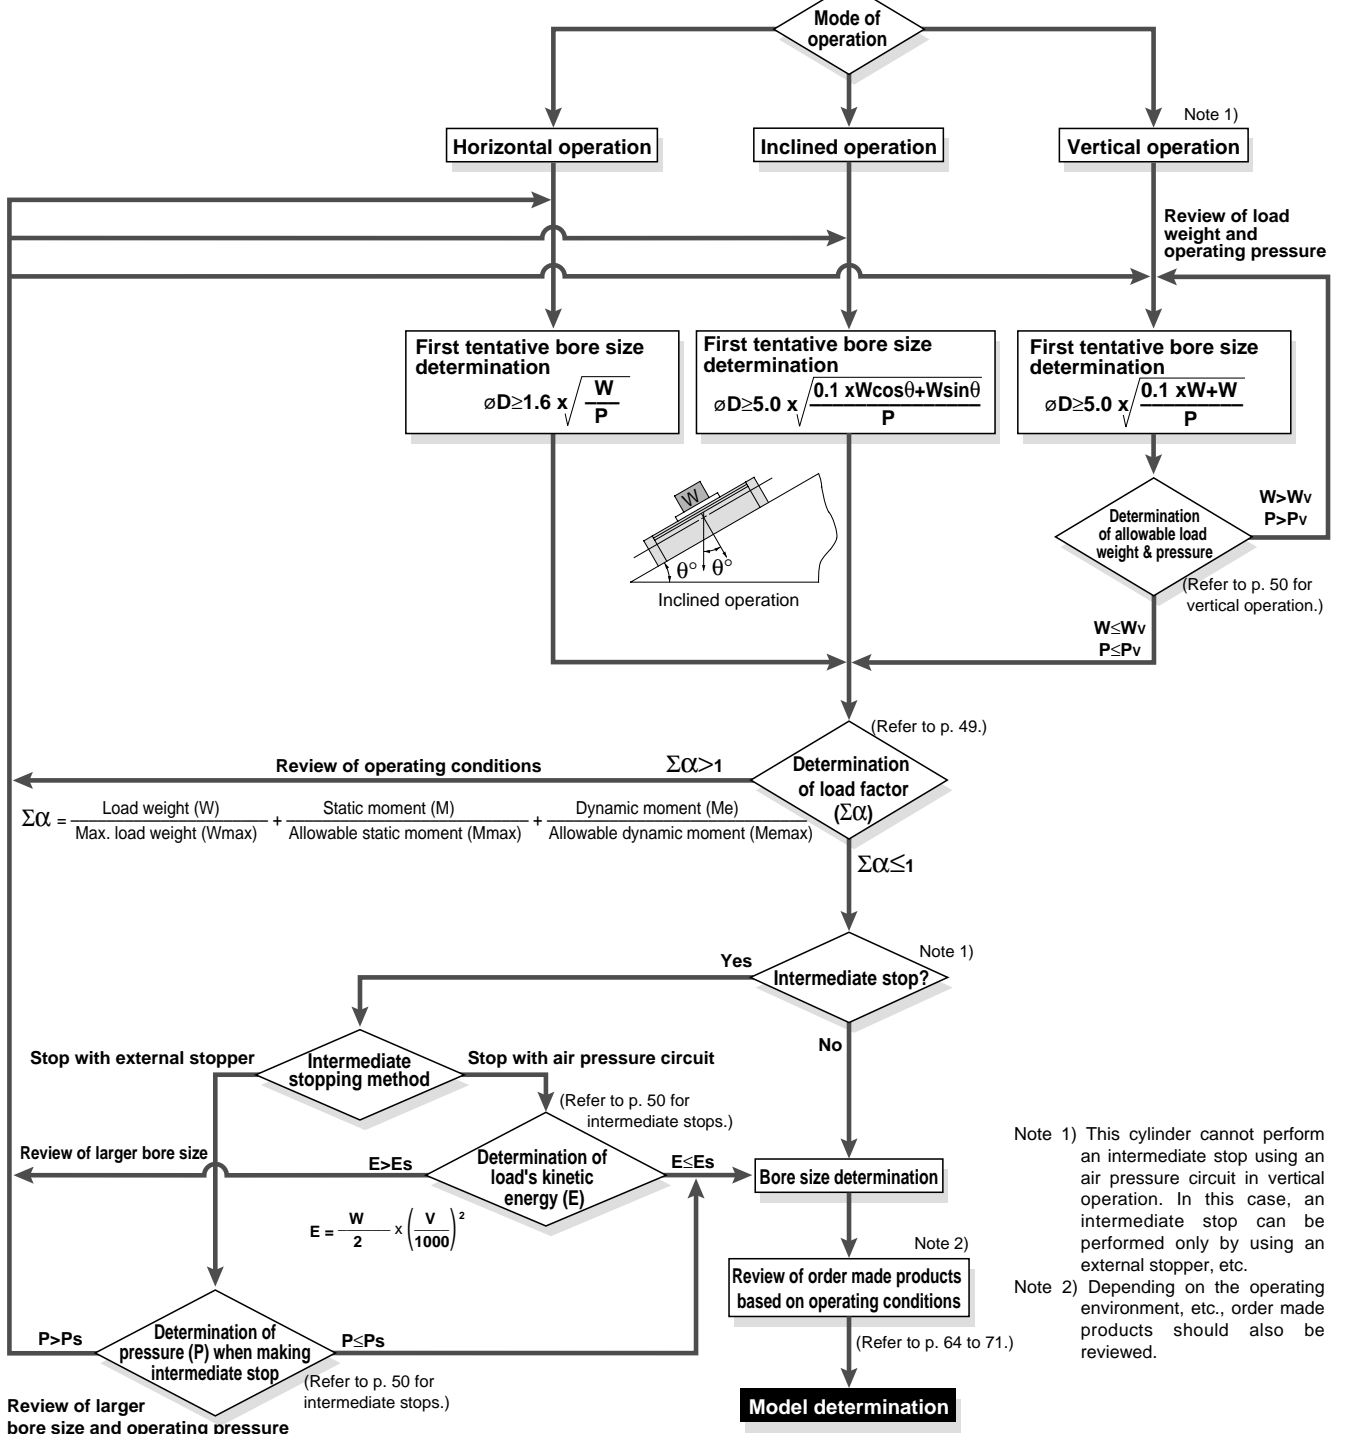 Mode of
operation
Note 1)
Horizontal operation
Inclined operation
Vertical operation
Review of load
weight and
operating pressure
First tentative bore size
determination
øD≥1.6 x√ W
P
First tentative bore size
determination
øD≥5.0 x√ 0.1 xWcosθ+Wsinθ
P
First tentative bore size
determination
øD≥5.0 x√ 0.1 xW+W
P
W
θ°
θ°
Inclined operation
Determination
of allowable load
weight & pressure
W>Wv
P>Pv
(Refer to p. 50 for
vertical operation.)
W≤Wv
P≤Pv
(Refer to p. 49.)
Determination
of load factor
(Σα)
Review of operating conditions
Σα>1
Σα = Load weight (W) + Static moment (M) + Dynamic moment (Me)
Max. load weight (Wmax) Allowable static moment (Mmax) Allowable dynamic moment (Memax)
Σα≤1
Note 1)
Yes
Intermediate stop?
No
Stop with external stopper
Intermediate
stopping method
Stop with air pressure circuit
(Refer to p. 50 for
intermediate stops.)
Review of larger bore size
E>Es
Determination of
load's kinetic
energy (E)
E≤Es
Bore size determination
E = W x ( V ) 2
2 1000
Note 2)
Review of order made products
based on operating conditions
(Refer to p. 64 to 71.)
P>Ps
Determination of
pressure (P) when making
intermediate stop
P≤Ps
(Refer to p. 50 for
intermediate stops.)
Review of larger
bore size and operating pressure
Model determination
Note 1) This cylinder cannot perform
an intermediate stop using an
air pressure circuit in vertical
operation. In this case, an
intermediate stop can be
performed only by using an
external stopper, etc.
Note 2) Depending on the operating
environment, etc., order made
products should also be
reviewed.